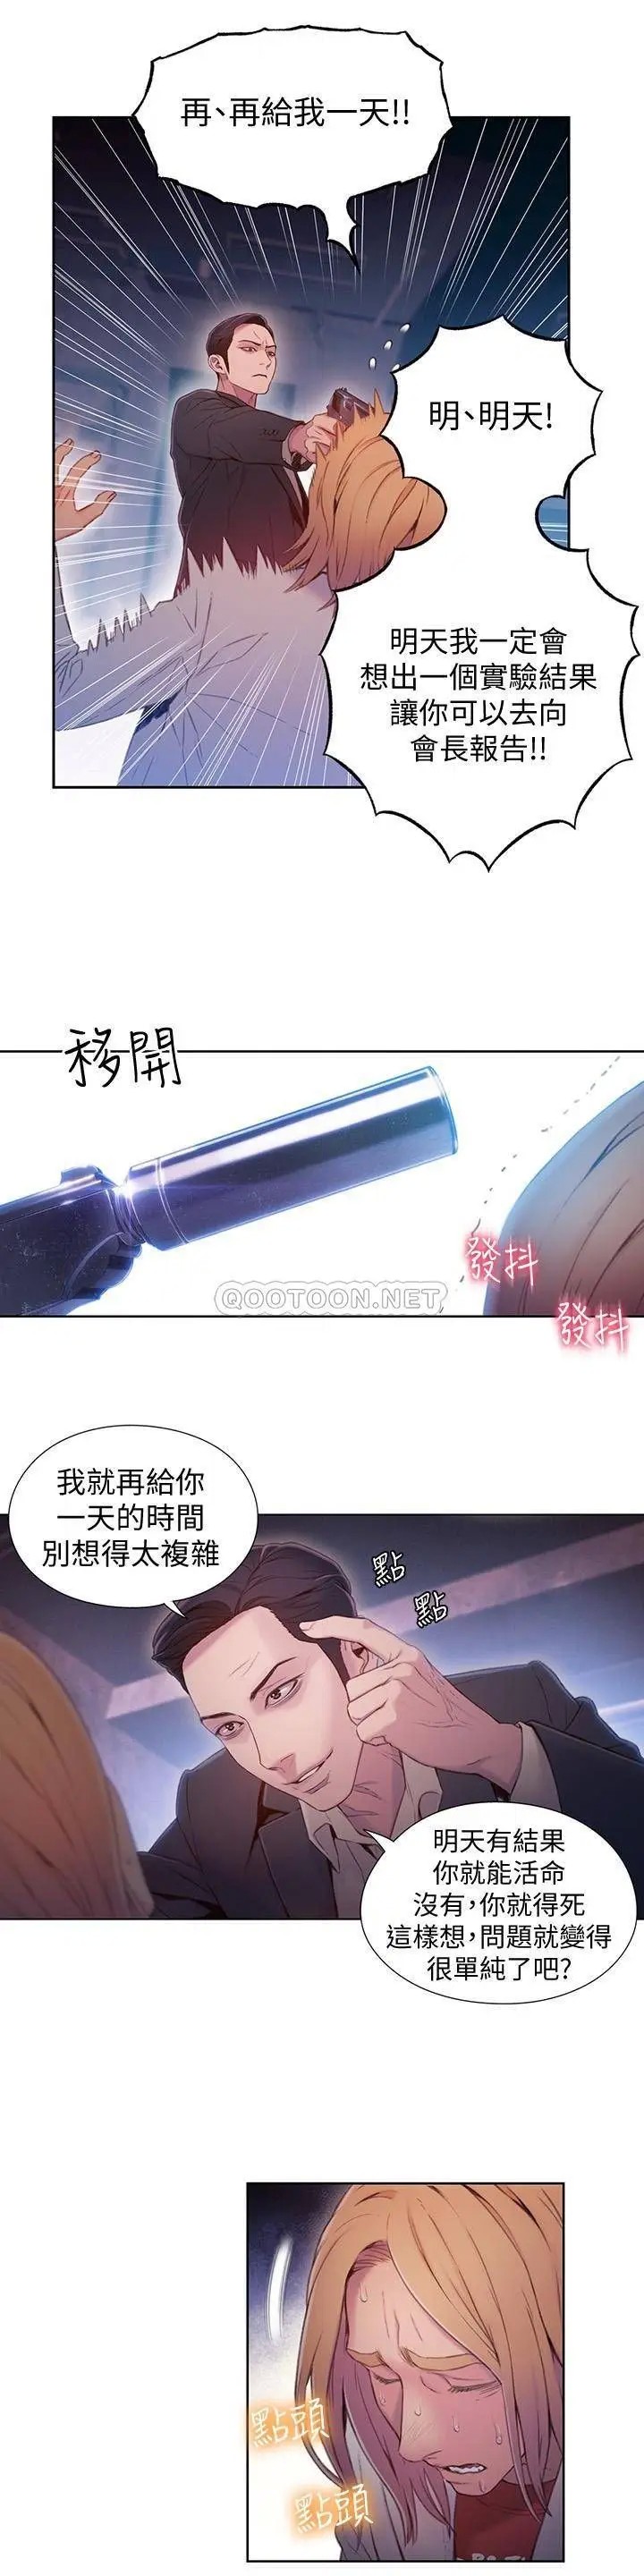 再、再給我一天!!
明、明天!
明天我一定會
想出一個實驗結果
讓你可以去向
會長報告!!
移開
發抖
QOOTOON.NET
發抖
我就再給你
一天的時間
別想得太複雜
點
點
明天有結果
你就能活命
沒有,你就得死
這樣想,問題就變得
很單純了吧?
點頭
點頭